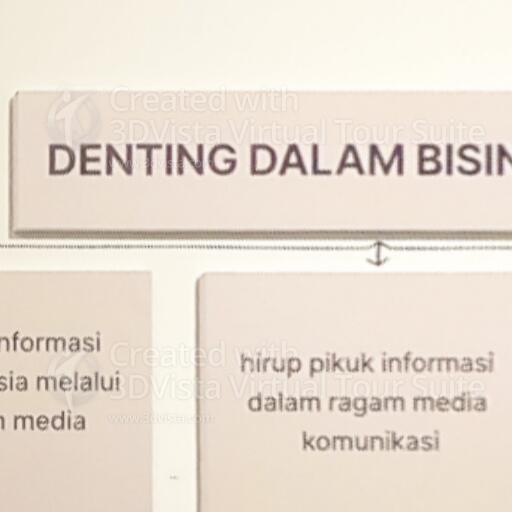 Created with
3DVista Virtual Tour Suite
DENTING DALAM BISIN
nformasi
sia melalui
media
hirup pikuk informasi
dalam ragam media
komunikasi
Created with
3DVista Virtual Tour Suite
www.3dvista.com